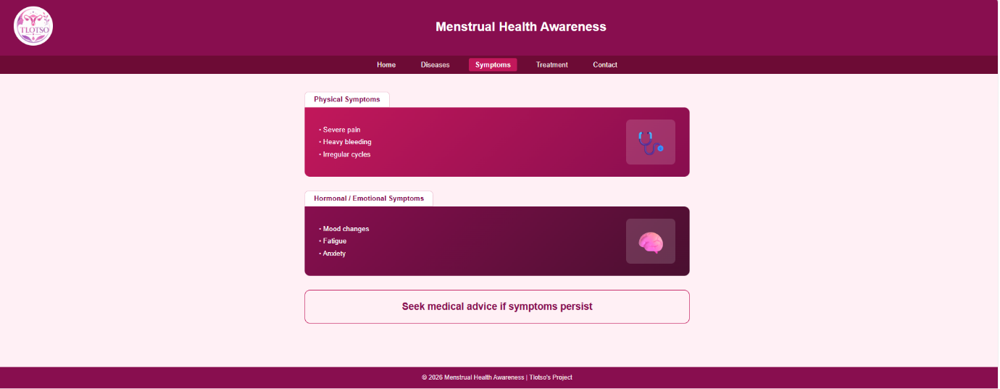 TLOTSO
Menstrual Health Awareness
Home Diseases Symptoms Treatment Contact
Physical Symptoms
• Severe pain
• Heavy bleeding
• Irregular cycles
Hormonal / Emotional Symptoms
• Mood changes
• Fatigue
• Anxiety
Seek medical advice if symptoms persist
© 2026 Menstrual Health Awareness | Tlotso's Project